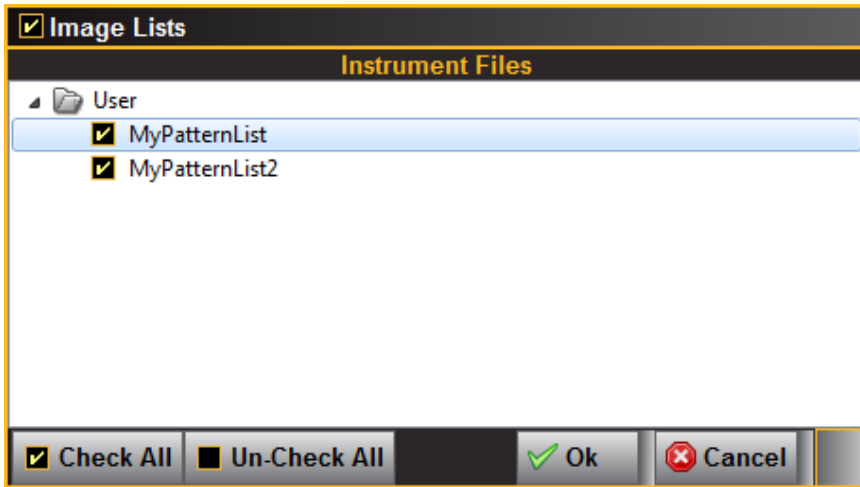 Image Lists
Instrument Files
User
MyPatternList
MyPatternList2
Check All Un-Check All Ok Cancel